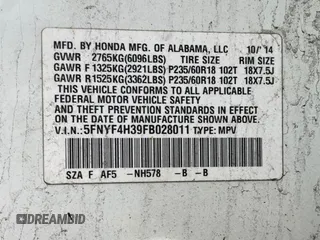 MFD. BY HONDA MFG. OF ALABAMA, LLC 10/'14
GVWR 2765KG(6096LBS) TIRE SIZE RIM SIZE
GAWR F 1325KG(2921LBS) P235/60R18 102T 18X7.5J
GAWR R1525KG(3362LBS) P235/60R18 102T 18X7.5J
THIS VEHICLE CONFORMS TO ALL APPLICABLE
FEDERAL MOTOR VEHICLE SAFETY STANDARDS
AND THEFT PREVENTION STANDARDS IN EFFECT ON
THE DATE OF MANUFACTURE SHOWN ABOVE.
V.I.N.:5FNYF4H39FB028011 TYPE: MPV
SZA F AF5 -NH578 -B -B
DREAMBID